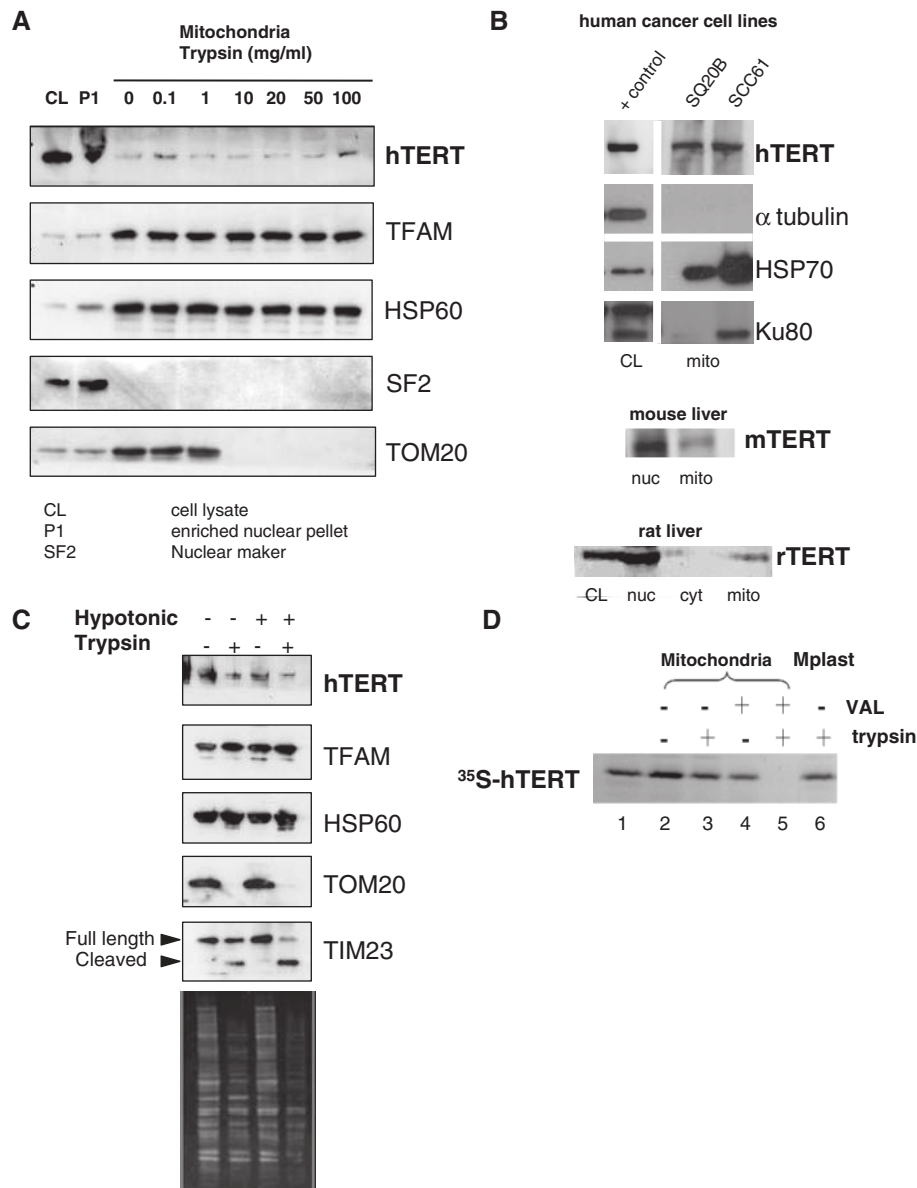 A
Mitochondria
Trypsin (mg/ml)
CL P1 0 0.1 1 10 20 50 100
hTERT
TFAM
HSP60
SF2
TOM20
CL cell lysate
P1 enriched nuclear pellet
SF2 Nuclear maker
B
human cancer cell lines
+ control SQ20B SCC61
hTERT
α tubulin
HSP70
Ku80
CL mito
mouse liver
mTERT
nuc mito
rat liver
rTERT
CL nuc cyt mito
C
Hypotonic - - + +
Trypsin - + - +
hTERT
TFAM
HSP60
TOM20
Full length
Cleaved
TIM23
D
Mitochondria Mplast
- - + + - VAL
- + - + + trypsin
³⁵S-hTERT
1 2 3 4 5 6